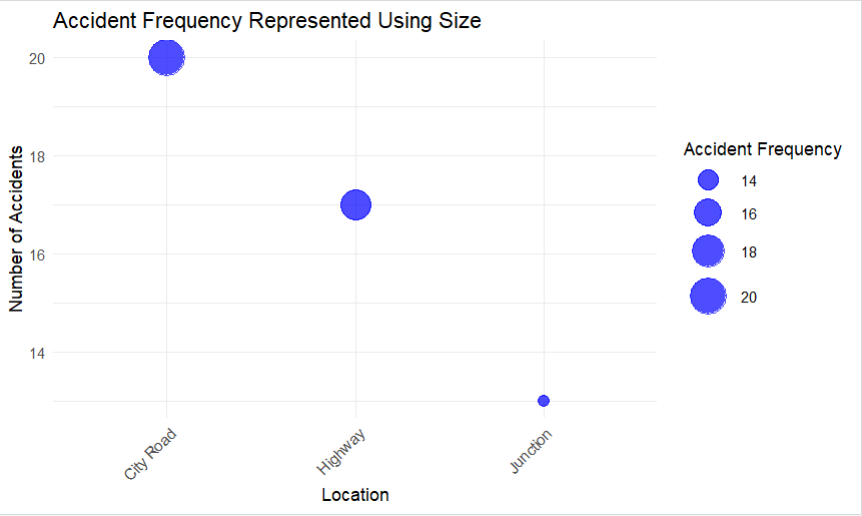 Accident Frequency Represented Using Size
Number of Accidents
20
18
16
14
City Road
Highway
Junction
Location
Accident Frequency
14
16
18
20